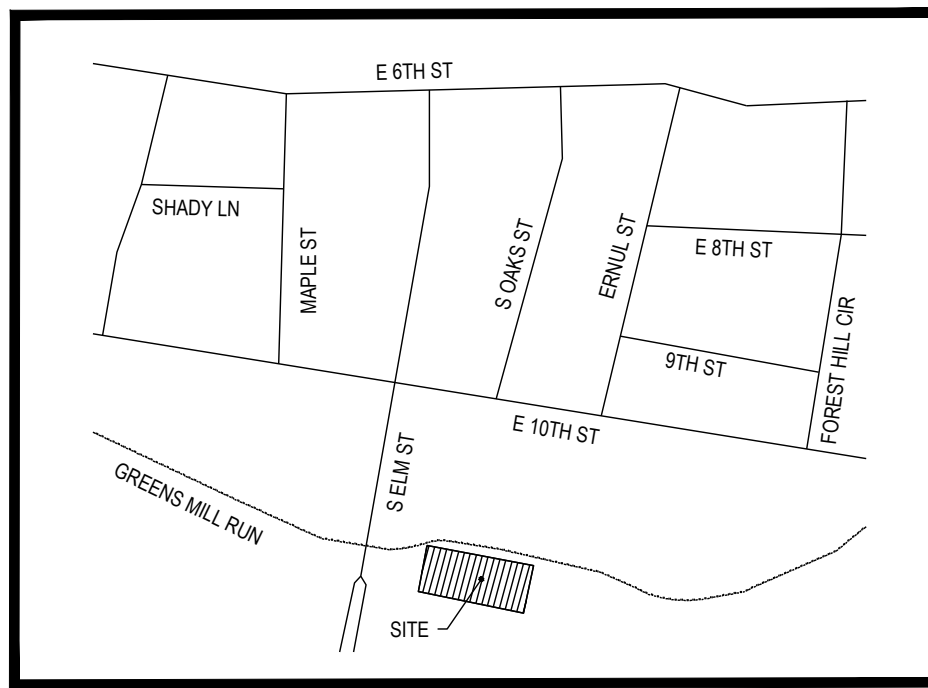 E 6TH ST
SHADY LN
MAPLE ST
S OAKS ST
ERNUL ST
E 8TH ST
9TH ST
FOREST HILL CIR
E 10TH ST
S ELM ST
GREENS MILL RUN
SITE